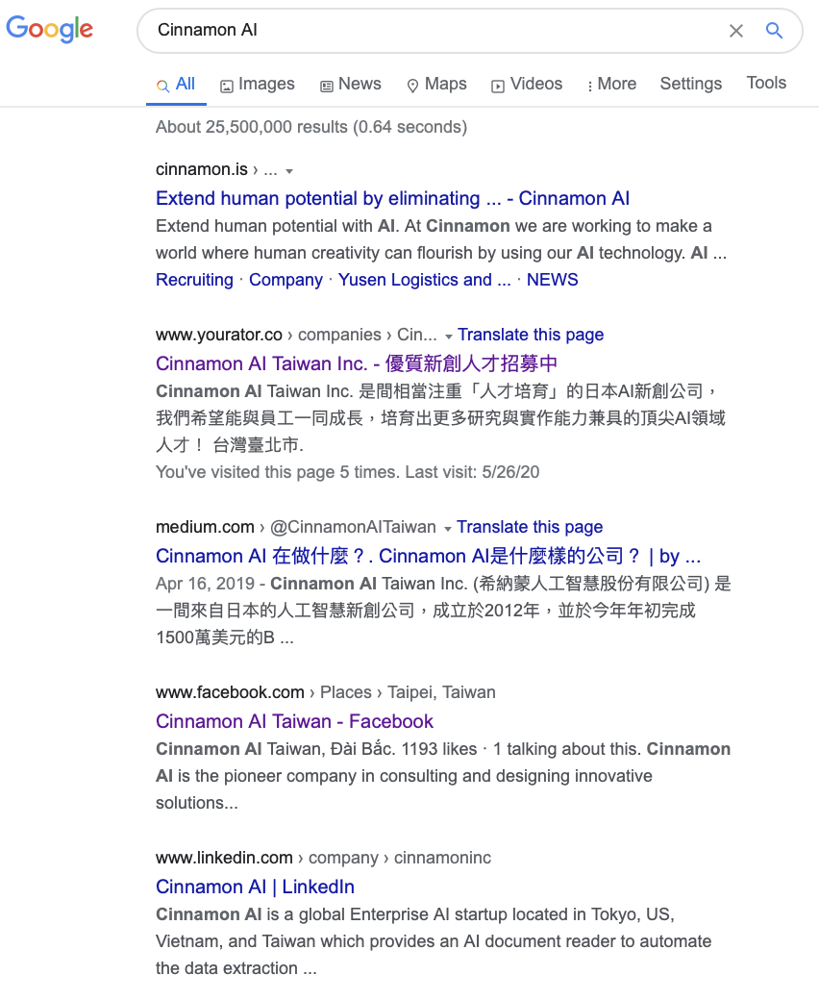 Google
Cinnamon AI
All Images News Maps Videos More Settings Tools
About 25,500,000 results (0.64 seconds)
cinnamon.is › ...
Extend human potential by eliminating ... - Cinnamon AI
Extend human potential with AI. At Cinnamon we are working to make a
world where human creativity can flourish by using our AI technology. AI ...
Recruiting · Company · Yusen Logistics and ... · NEWS
www.yourator.co › companies › Cin... Translate this page
Cinnamon AI Taiwan Inc. - 優質新創人才招募中
Cinnamon AI Taiwan Inc. 是間相當注重「人才培育」的日本AI新創公司，
我們希望能與員工一同成長，培育出更多研究與實作能力兼具的頂尖AI領域
人才！ 台灣臺北市.
You've visited this page 5 times. Last visit: 5/26/20
medium.com › @CinnamonAITaiwan Translate this page
Cinnamon AI 在做什麼？. Cinnamon AI是什麼樣的公司？ | by ...
Apr 16, 2019 - Cinnamon AI Taiwan Inc. (希納蒙人工智慧股份有限公司) 是
一間來自日本的人工智慧新創公司，成立於2012年，並於今年年初完成
1500萬美元的B ...
www.facebook.com › Places › Taipei, Taiwan
Cinnamon AI Taiwan - Facebook
Cinnamon AI Taiwan, Đài Bắc. 1193 likes · 1 talking about this. Cinnamon
AI is the pioneer company in consulting and designing innovative
solutions...
www.linkedin.com › company › cinnamoninc
Cinnamon AI | LinkedIn
Cinnamon AI is a global Enterprise AI startup located in Tokyo, US,
Vietnam, and Taiwan which provides an AI document reader to automate
the data extraction ...